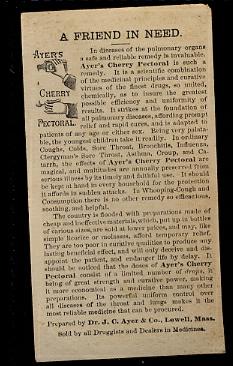 A FRIEND IN NEED.
AYER'S
CHERRY
PECTORAL.
In diseases of the pulmonary organs
a safe and reliable remedy is invaluable.
Ayer's Cherry Pectoral is such a
remedy. It is a scientific combination
of the medicinal principles and curative
virtues of the finest drugs, so united,
chemically, as to insure the greatest
possible efficiency and uniformity of
results. It strikes at the foundation of
all pulmonary diseases, affording prompt
relief and rapid cures, and is adapted to
patients of any age or either sex. Being very palata-
ble, the youngest children take it readily. In ordinary
Coughs, Colds, Sore Throat, Bronchitis, Influenza,
Clergyman's Sore Throat, Asthma, Croup, and Ca-
tarrh, the effects of Ayer's Cherry Pectoral are
magical, and multitudes are annually preserved from
serious illness by its timely and faithful use. It should
be kept at hand in every household for the protection
it affords in sudden attacks. In Whooping-Cough and
Consumption there is no other remedy so efficacious,
soothing, and helpful.
The country is flooded with preparations made of
cheap and ineffective materials, which, put up in bottles
of various sizes, are sold at lower prices, and may, like
simple licorice or molasses, afford temporary relief.
They are too poor in curative qualities to produce any
lasting beneficial effect, and will only deceive and dis-
appoint the patient, and endanger life by delay. It
should be noticed that the doses of Ayer's Cherry
Pectoral consist of a limited number of drops, it
being of great strength and curative power, making
it more economical as a medicine than many other
preparations. Its powerful uniform control over
all diseases of the throat and lungs makes it the
most reliable medicine that can be procured.
Prepared by Dr. J. C. Ayer & Co., Lowell, Mass.
Sold by all Druggists and Dealers in Medicines.